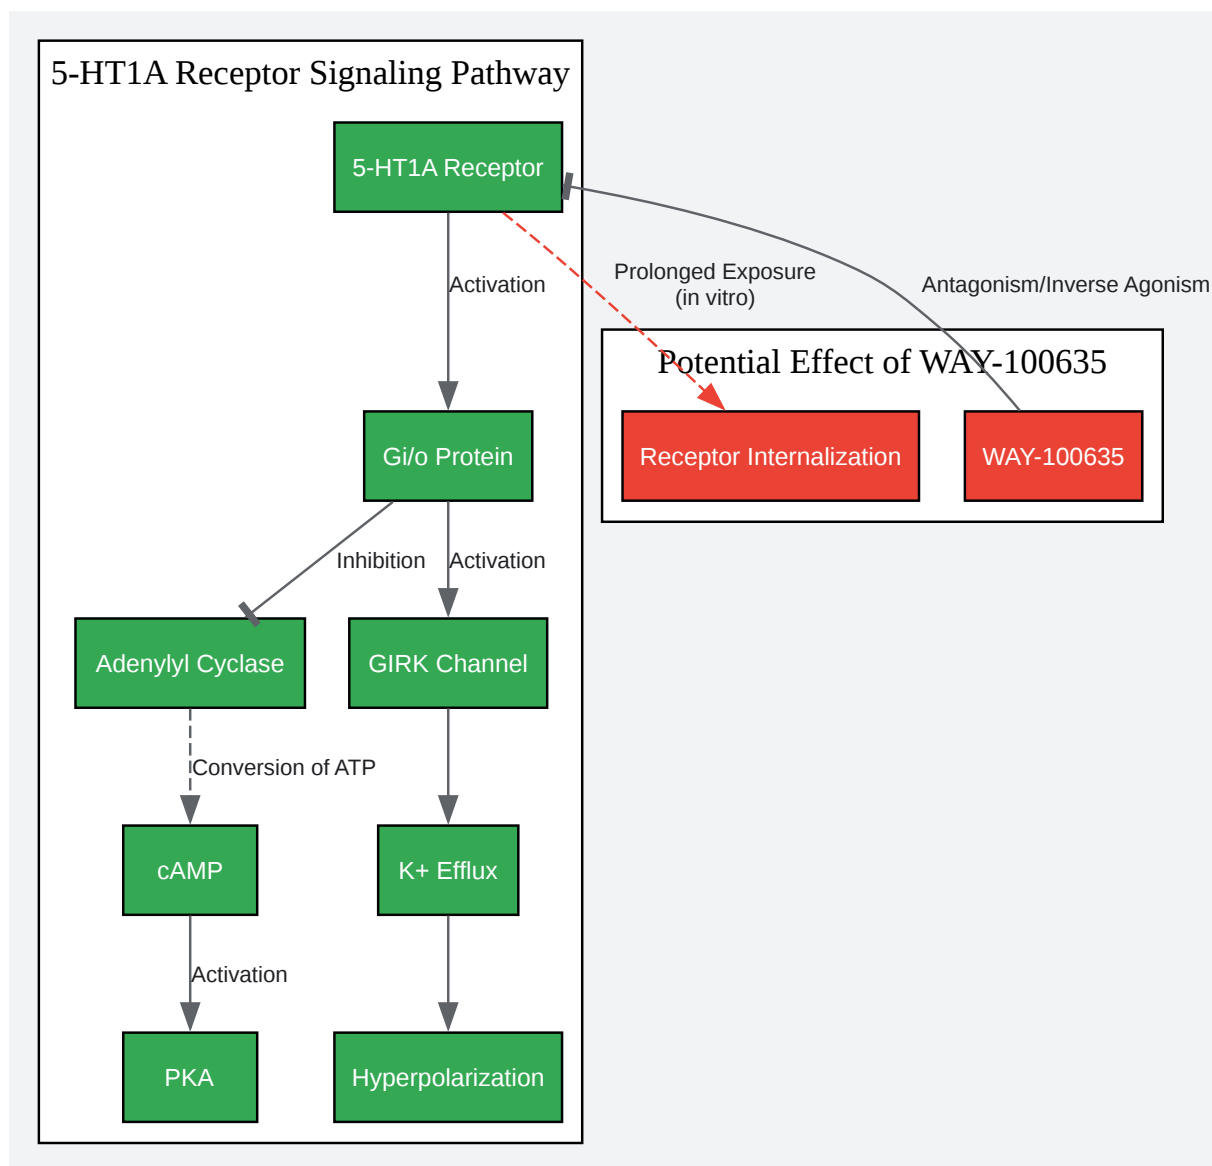 5-HT1A Receptor Signaling Pathway
5-HT1A Receptor
Activation
Prolonged Exposure
(in vitro)
Antagonism/Inverse Agonism
Potential Effect of WAY-100635
Gi/o Protein
Receptor Internalization
WAY-100635
Inhibition
Activation
Adenylyl Cyclase
GIRK Channel
Conversion of ATP
cAMP
K+ Efflux
Activation
PKA
Hyperpolarization